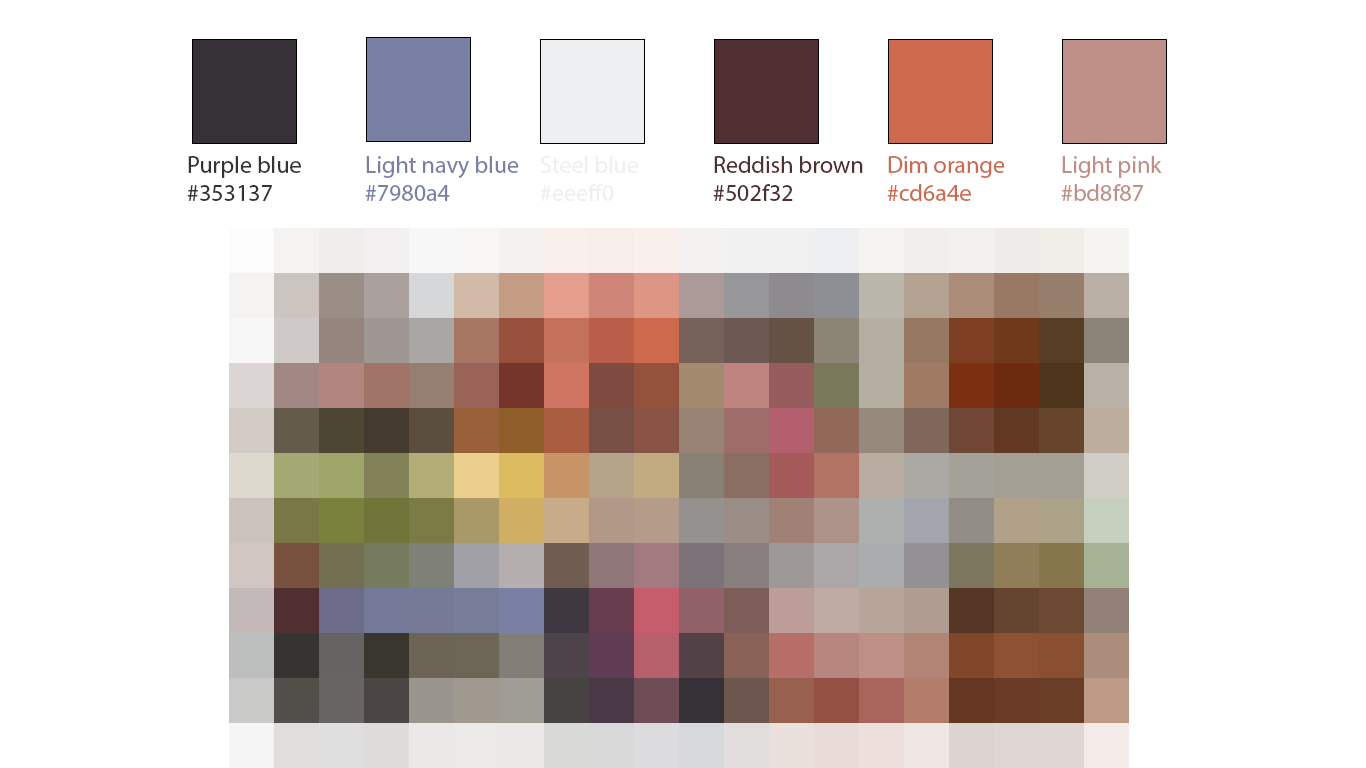 Purple blue
#353137
Light navy blue
#7980a4
Steel blue
#eeeff0
Reddish brown
#502f32
Dim orange
#cd6a4e
Light pink
#bd8f87